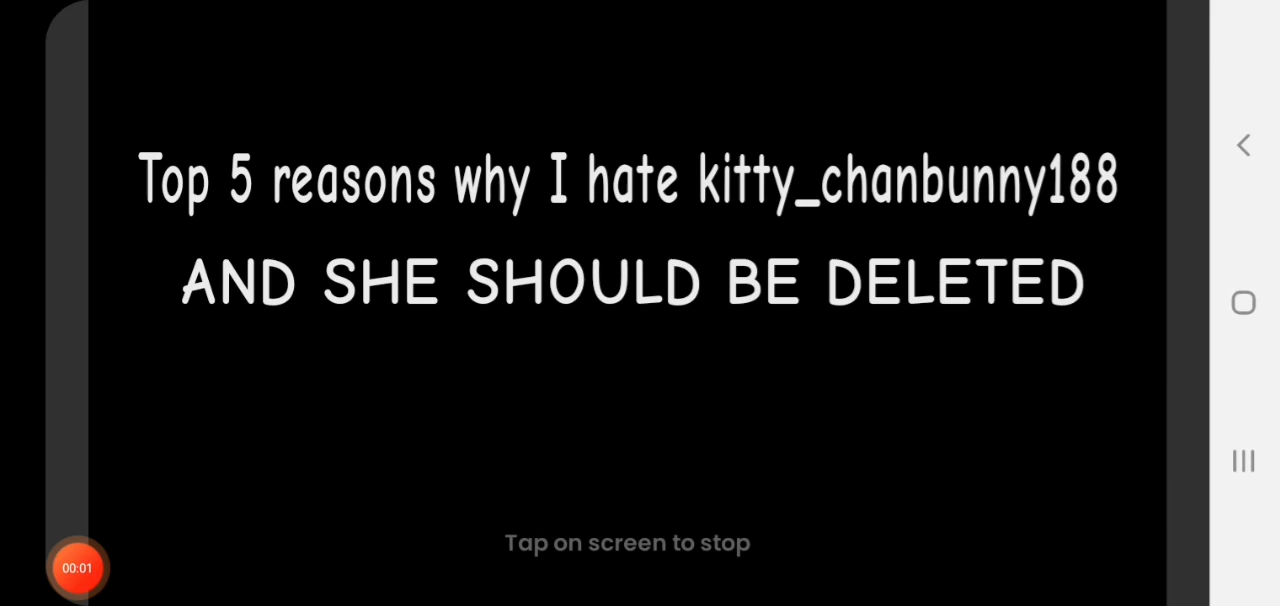 Top 5 reasons why I hate kitty_chanbunny188
AND SHE SHOULD BE DELETED
Tap on screen to stop
00:01